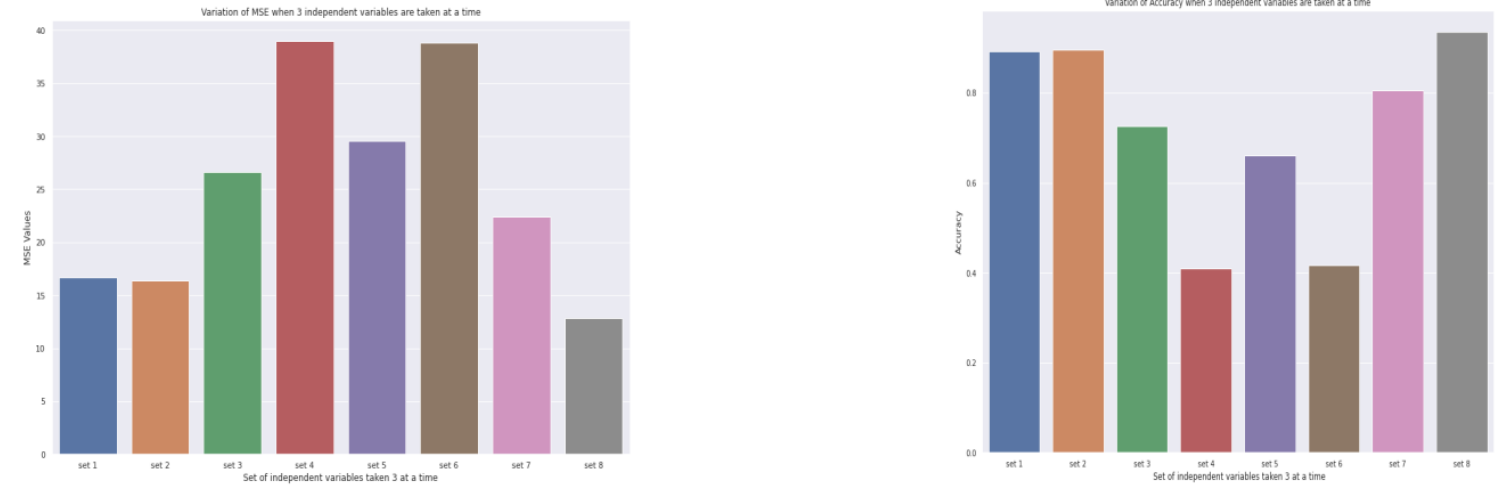 Variation of MSE when 3 independent variables are taken at a time
40
35
30
25
20
15
10
5
0
MSE Values
set 1 set 2 set 3 set 4 set 5 set 6 set 7 set 8
Set of independent variables taken 3 at a time
Variation of Accuracy when 3 independent variables are taken at a time
0.8
0.6
0.4
0.2
0.0
Accuracy
set 1 set 2 set 3 set 4 set 5 set 6 set 7 set 8
Set of independent variables taken 3 at a time